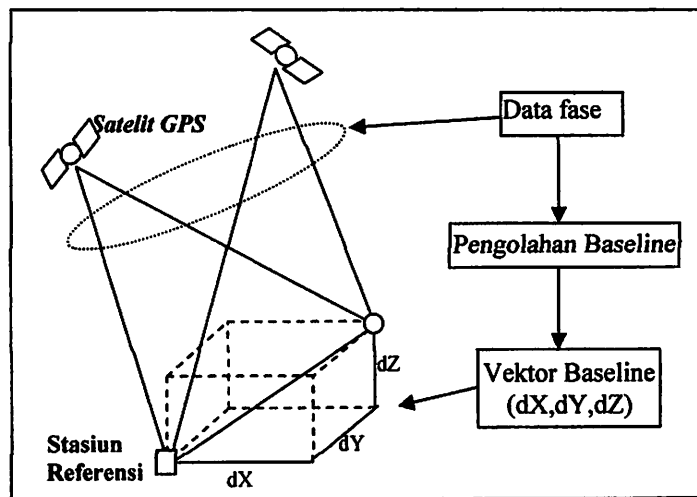 Satelit GPS
Data fase
Pengolahan Baseline
Vektor Baseline
(dX,dY,dZ)
dZ
dY
dX
Stasiun
Referensi